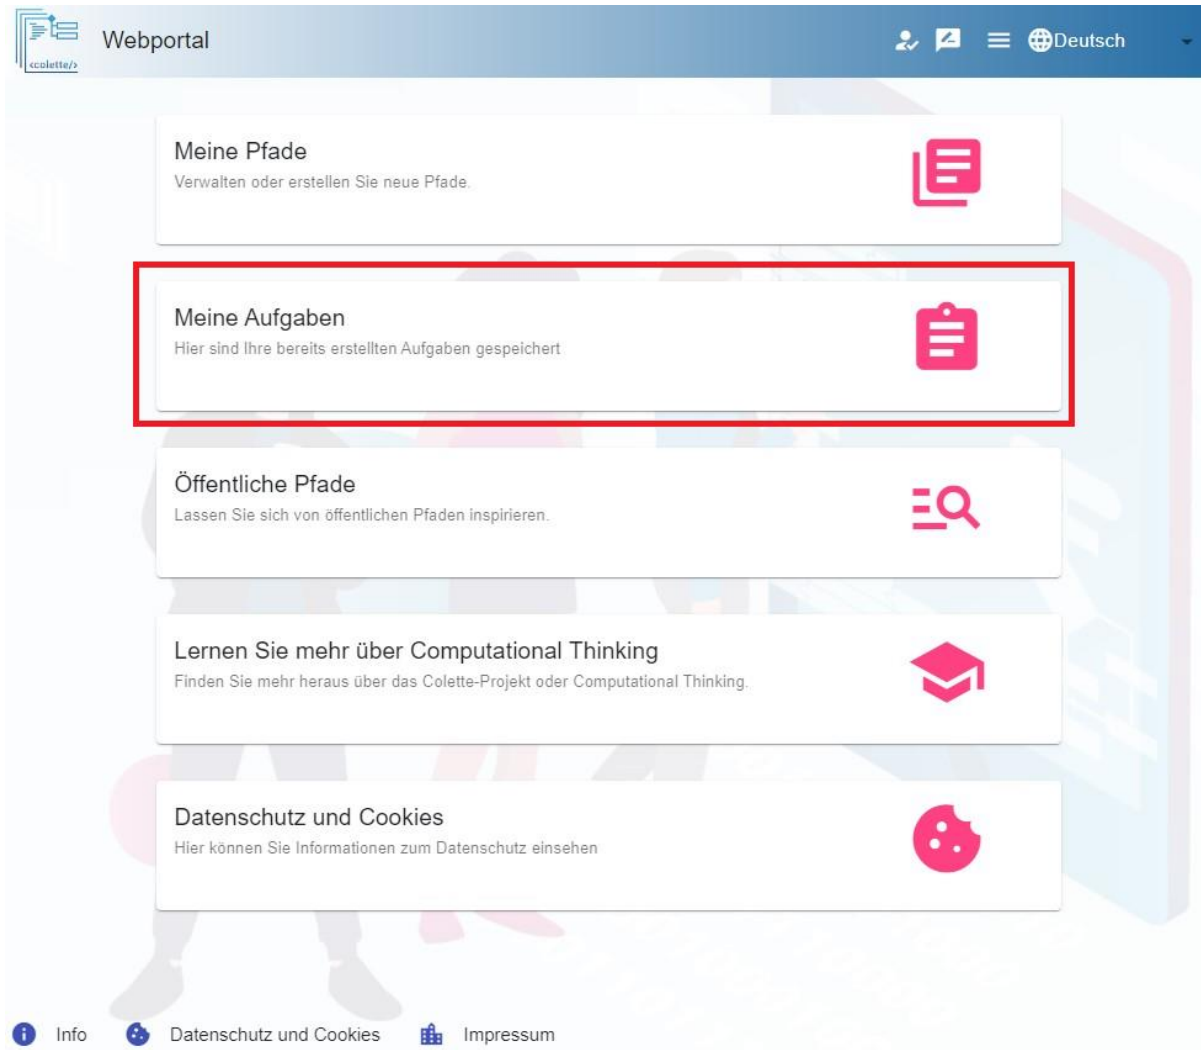 <colette/>
Webportal
Deutsch
Meine Pfade
Verwalten oder erstellen Sie neue Pfade.
Meine Aufgaben
Hier sind Ihre bereits erstellten Aufgaben gespeichert
Öffentliche Pfade
Lassen Sie sich von öffentlichen Pfaden inspirieren.
Lernen Sie mehr über Computational Thinking
Finden Sie mehr heraus über das Colette-Projekt oder Computational Thinking.
Datenschutz und Cookies
Hier können Sie Informationen zum Datenschutz einsehen
Info
Datenschutz und Cookies
Impressum